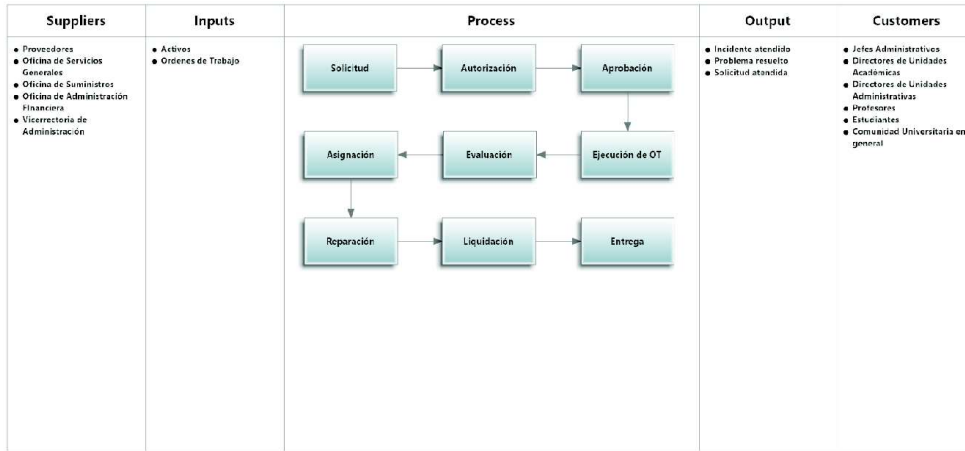 Suppliers
Inputs
Process
Output
Customers
Proveedores
Oficina de Servicios
Generales
Oficina de Suministros
Oficina de Administración
Financiera
Vicerrectoría de
Administración
Activos
Ordenes de Trabajo
Solicitud
Autorización
Aprobación
Asignación
Evaluación
Ejecución de OT
Reparación
Liquidación
Entrega
Incidente atendido
Problema resuelto
Solicitud atendida
Jefes Administrativos
Directores de Unidades
Académicas
Directores de Unidades
Administrativas
Profesores
Estudiantes
Comunidad Universitaria en
general